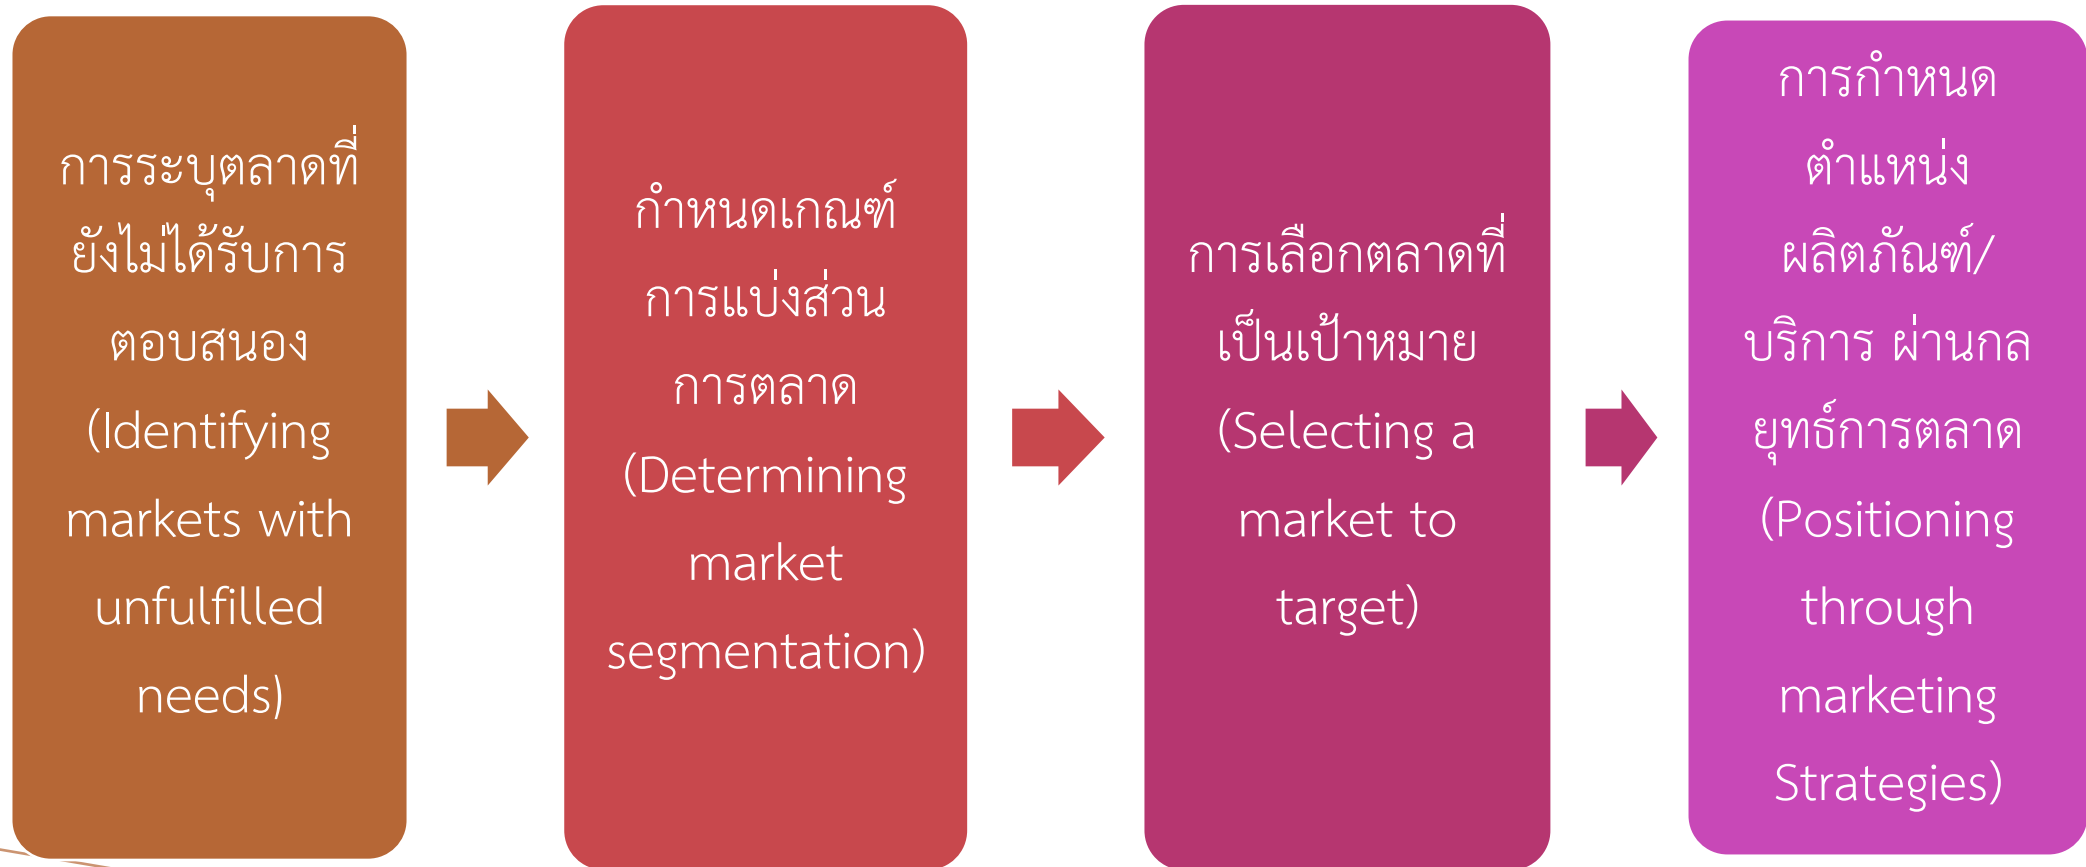 การระบุตลาดที่
ยังไม่ได้รับการ
ตอบสนอง
(Identifying
markets with
unfulfilled
needs)
กำหนดเกณฑ์
การแบ่งส่วน
การตลาด
(Determining
market
segmentation)
การเลือกตลาดที่
เป็นเป้าหมาย
(Selecting a
market to
target)
การกำหนด
ตำแหน่ง
ผลิตภัณฑ์/
บริการ ผ่านกล
ยุทธ์การตลาด
(Positioning
through
marketing
Strategies)